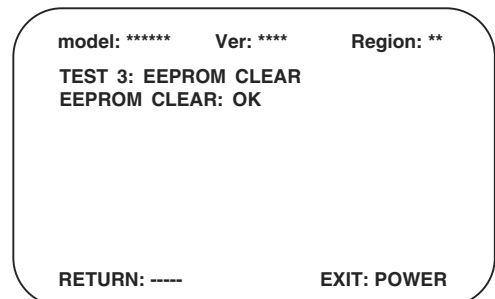 model: ****** Ver: **** Region: **
TEST 3: EEPROM CLEAR
EEPROM CLEAR: OK
RETURN: ----- EXIT: POWER